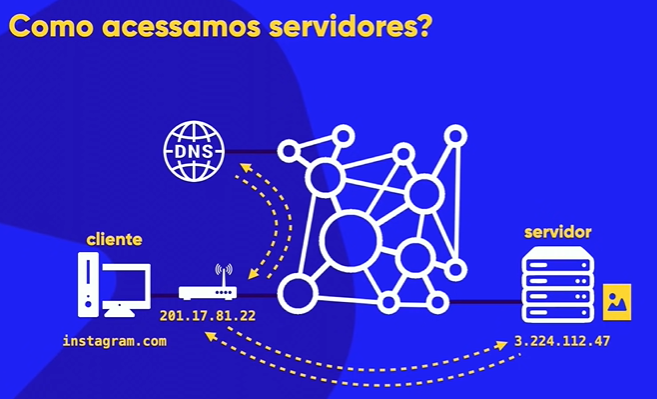 Como acessamos servidores?
DNS
cliente
servidor
201.17.81.22
instagram.com
3.224.112.47